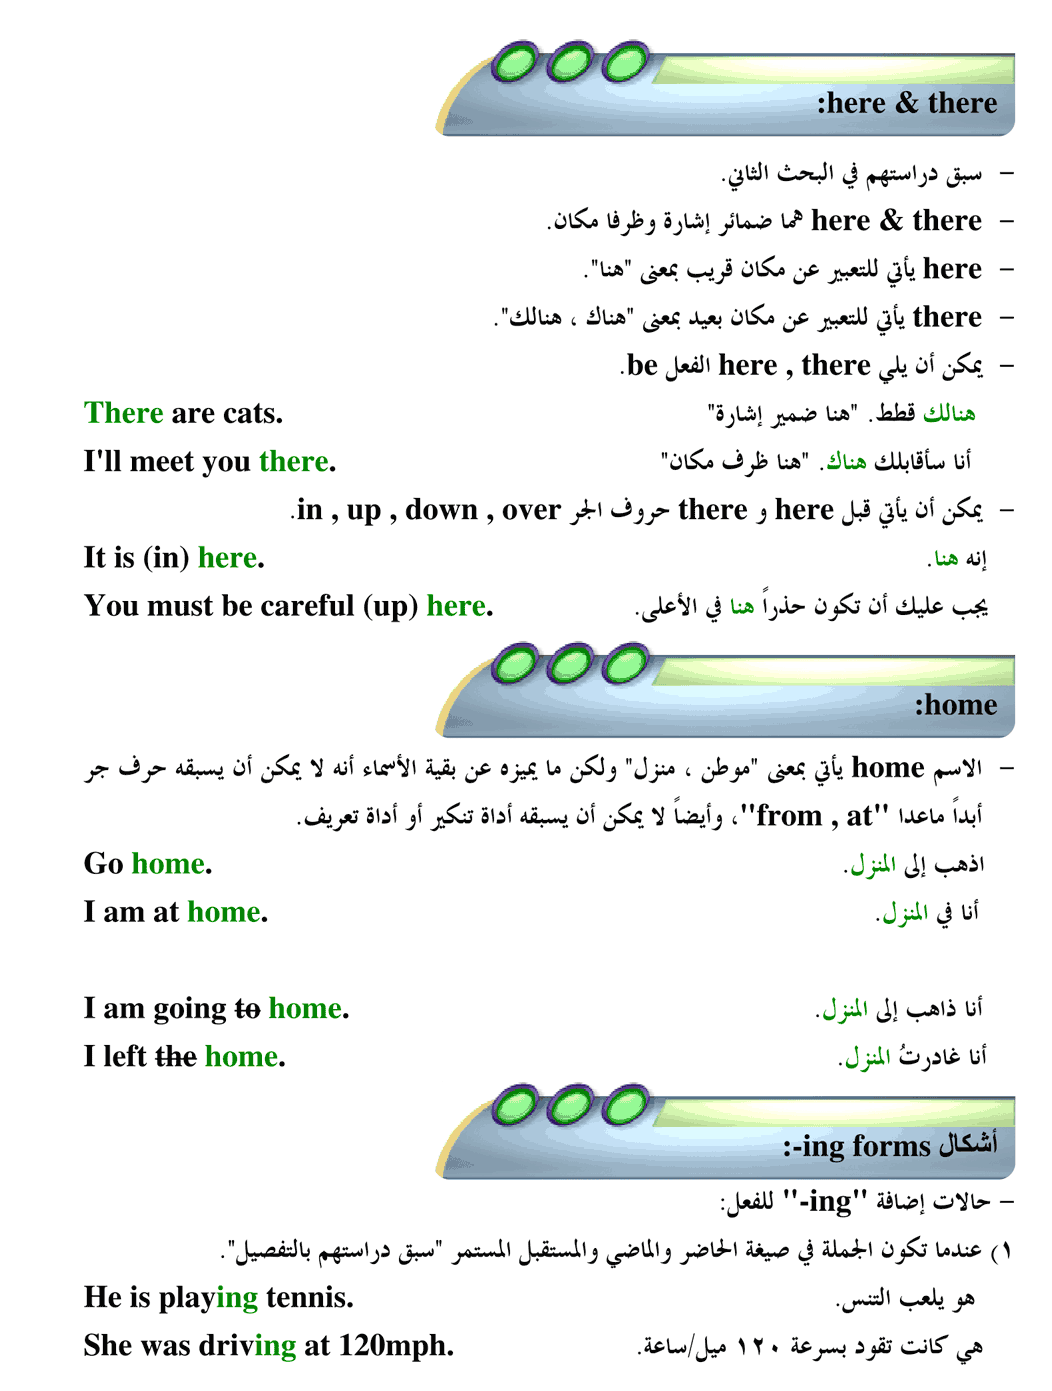 here & there:
- سبق دراستهم في البحث الثاني.
- here & there هما ضمائر إشارة وظرفا مكان.
- here يأتي للتعبير عن مكان قريب بمعنى "هنا".
- there يأتي للتعبير عن مكان بعيد بمعنى "هناك ، هنالك".
- يمكن أن يلي here , there الفعل be.
There are cats. هنالك قطط. "هنا ضمير إشارة"
I'll meet you there. أنا سأقابلك هناك. "هنا ظرف مكان"
- يمكن أن يأتي قبل here و there حروف الجر in , up , down , over.
It is (in) here. إنه هنا.
You must be careful (up) here. يجب عليك أن تكون حذراً هنا في الأعلى.
home:
- الاسم home يأتي بمعنى "موطن ، منزل" ولكن ما يميزه عن بقية الأسماء أنه لا يمكن أن يسبقه حرف جر
أبداً ماعدا "from , at"، وأيضاً لا يمكن أن يسبقه أداة تنكير أو أداة تعريف.
Go home. اذهب إلى المنزل.
I am at home. أنا في المنزل.
I am going to home. أنا ذاهب إلى المنزل.
I left the home. أنا غادرتُ المنزل.
أشكال -ing forms:
- حالات إضافة "-ing" للفعل:
١) عندما تكون الجملة في صيغة الحاضر والماضي والمستقبل المستمر "سبق دراستهم بالتفصيل".
He is playing tennis. هو يلعب التنس.
She was driving at 120mph. هي كانت تقود بسرعة ١٢٠ ميل/ساعة.